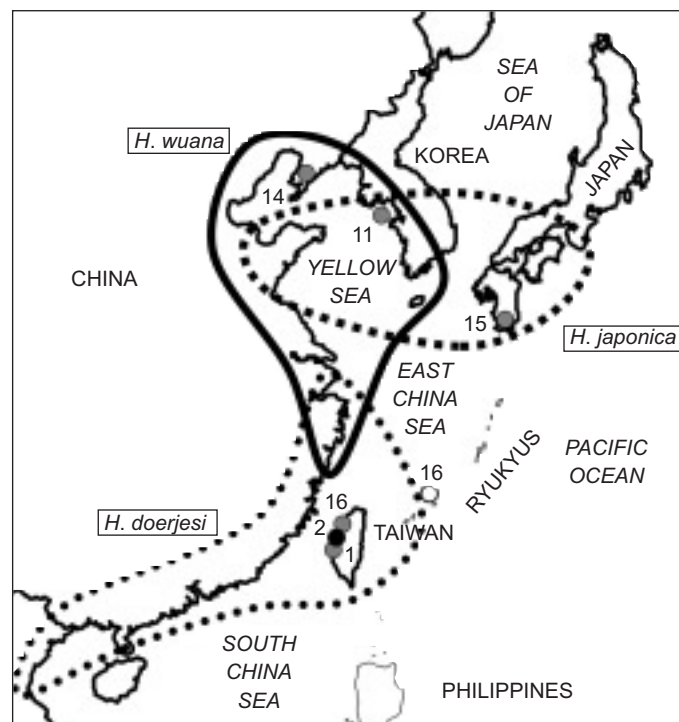 SEA
OF
JAPAN
H. wuana
KOREA
JAPAN
14
11
CHINA
YELLOW
SEA
15
H. japonica
EAST
CHINA
SEA
PACIFIC
OCEAN
RYUKYUS
16
16
H. doerjesi
2
TAIWAN
1
SOUTH
CHINA
SEA
PHILIPPINES